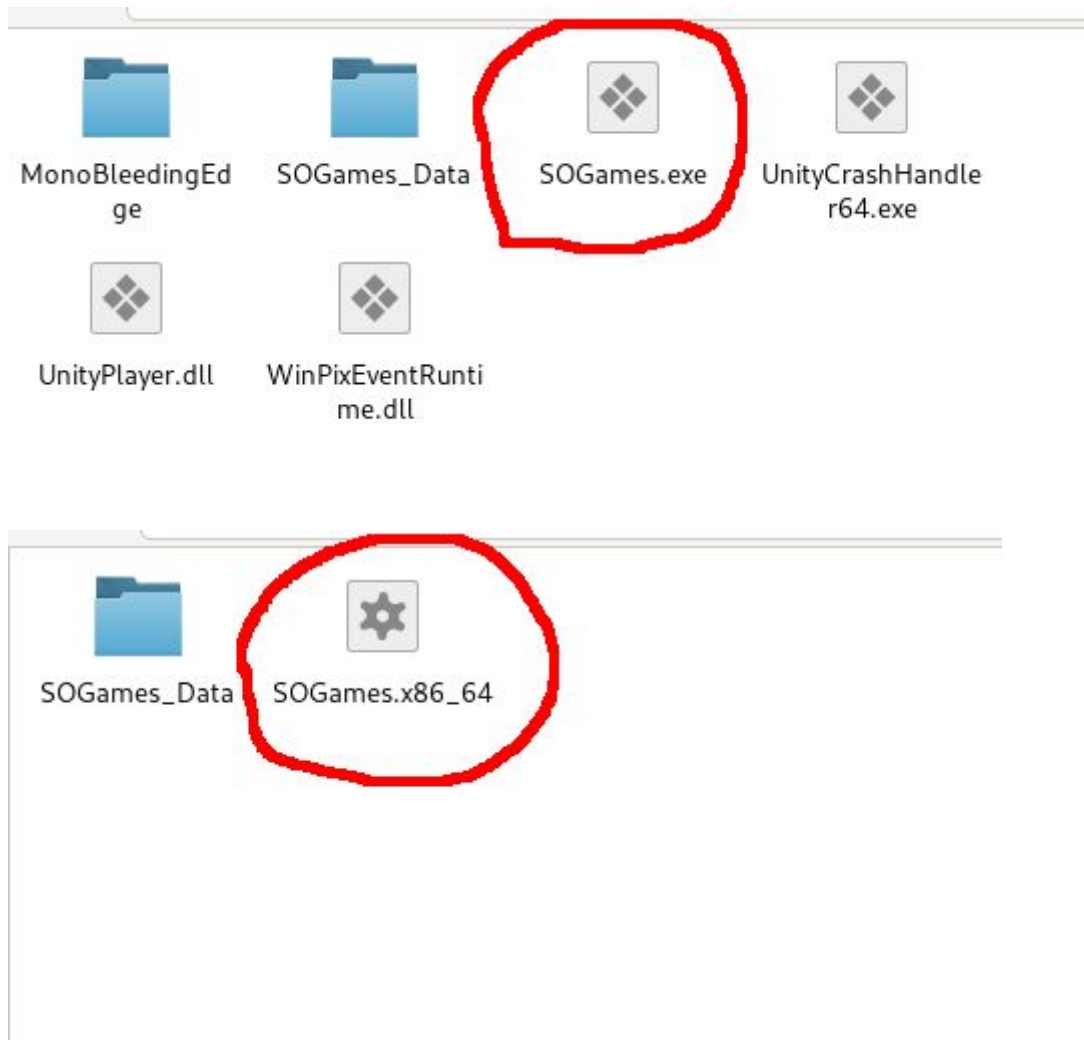 MonoBleedingEd
ge
SOGames_Data
SOGames.exe
UnityCrashHandle
r64.exe
UnityPlayer.dll
WinPixEventRunti
me.dll
SOGames_Data
SOGames.x86_64